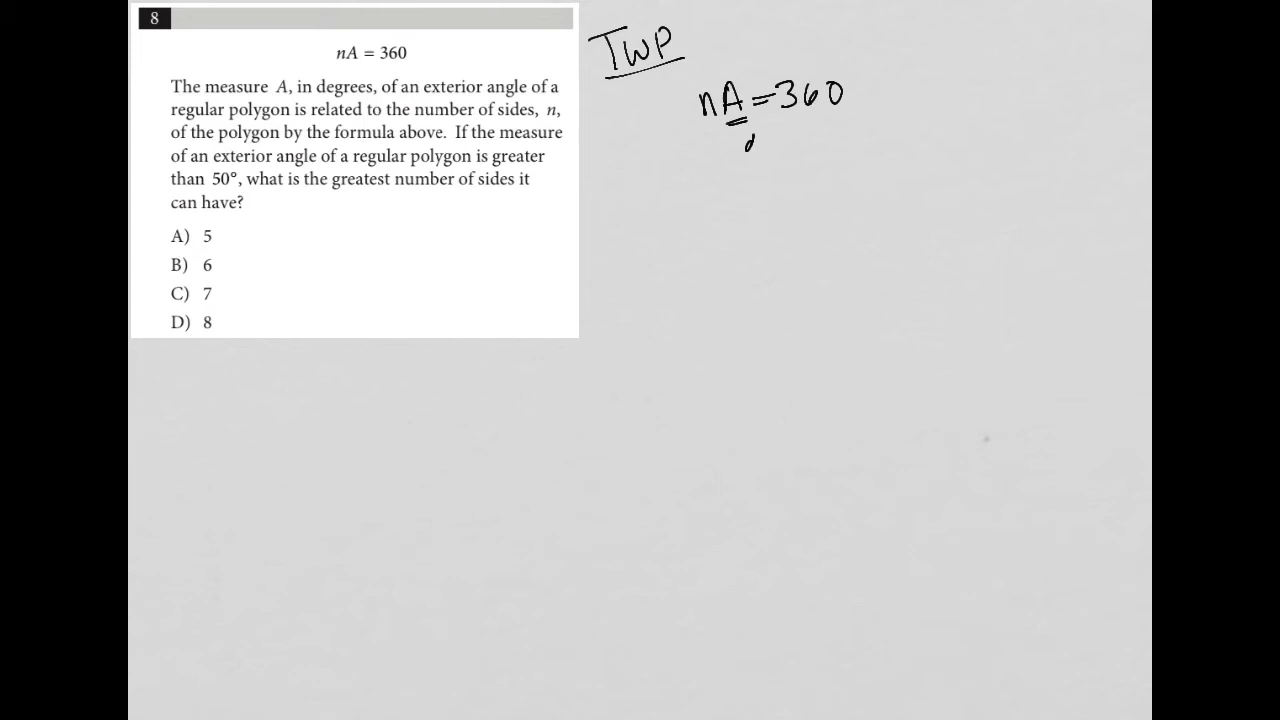 8
nA = 360
The measure A, in degrees, of an exterior angle of a
regular polygon is related to the number of sides, n,
of the polygon by the formula above. If the measure
of an exterior angle of a regular polygon is greater
than 50°, what is the greatest number of sides it
can have?
A) 5
B) 6
C) 7
D) 8
TWP
nA=360